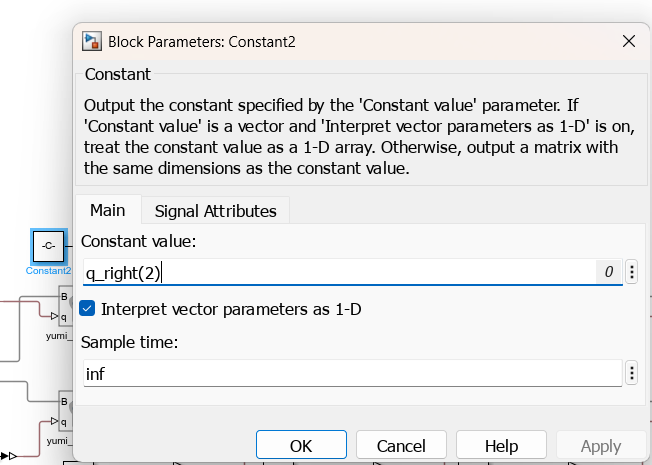 Block Parameters: Constant2
Constant
Output the constant specified by the 'Constant value' parameter. If
'Constant value' is a vector and 'Interpret vector parameters as 1-D' is on,
treat the constant value as a 1-D array. Otherwise, output a matrix with
the same dimensions as the constant value.
Main
Signal Attributes
-C-
Constant2
Constant value:
q_right(2)
0
B
q
yumi_
Interpret vector parameters as 1-D
Sample time:
inf
B
q
yumi_
OK
Cancel
Help
Apply